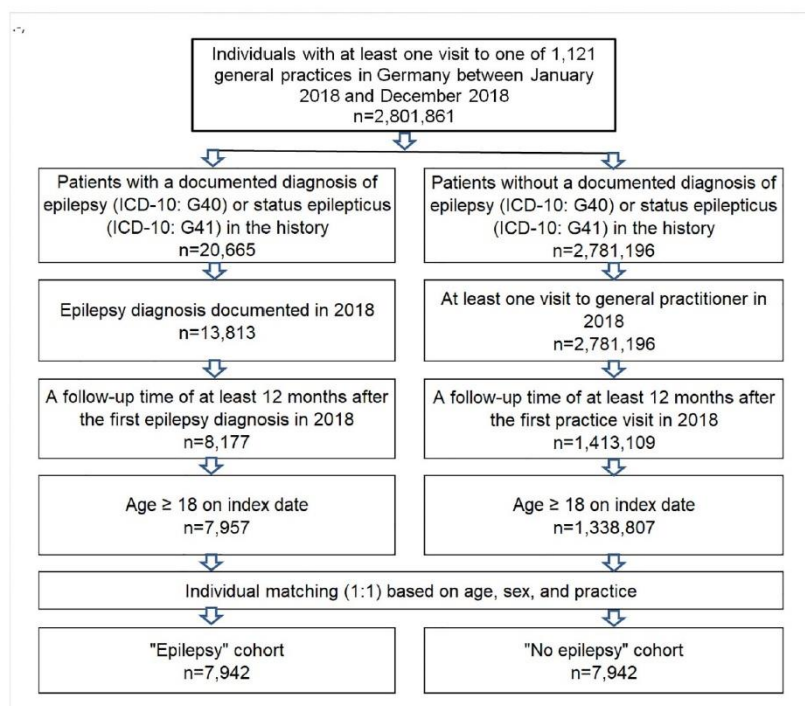 Individuals with at least one visit to one of 1,121
general practices in Germany between January
2018 and December 2018
n=2,801,861
Patients with a documented diagnosis of
epilepsy (ICD-10: G40) or status epilepticus
(ICD-10: G41) in the history
n=20,665
Patients without a documented diagnosis of
epilepsy (ICD-10: G40) or status epilepticus
(ICD-10: G41) in the history
n=2,781,196
Epilepsy diagnosis documented in 2018
n=13,813
At least one visit to general practitioner in
2018
n=2,781,196
A follow-up time of at least 12 months after
the first epilepsy diagnosis in 2018
n=8,177
A follow-up time of at least 12 months after
the first practice visit in 2018
n=1,413,109
Age ≥ 18 on index date
n=7,957
Age ≥ 18 on index date
n=1,338,807
Individual matching (1:1) based on age, sex, and practice
"Epilepsy" cohort
n=7,942
"No epilepsy" cohort
n=7,942